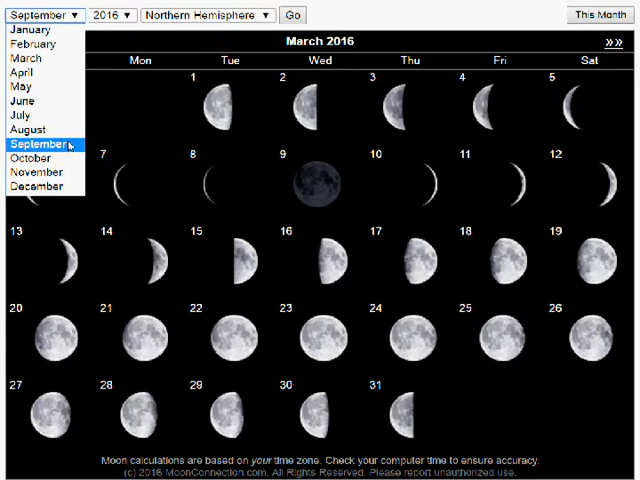 September 2016 Northern Hemisphere Go This Month
January
February
March
April
May
June
July
August
September
October
November
December
March 2016 »»
Mon Tue Wed Thu Fri Sat
1 2 3 4 5
7 8 9 10 11 12
13 14 15 16 17 18 19
20 21 22 23 24 25 26
27 28 29 30 31
Moon calculations are based on your time zone. Check your computer time to ensure accuracy.
(c) 2016 MoonConnection.com. All Rights Reserved. Please report unauthorized use.